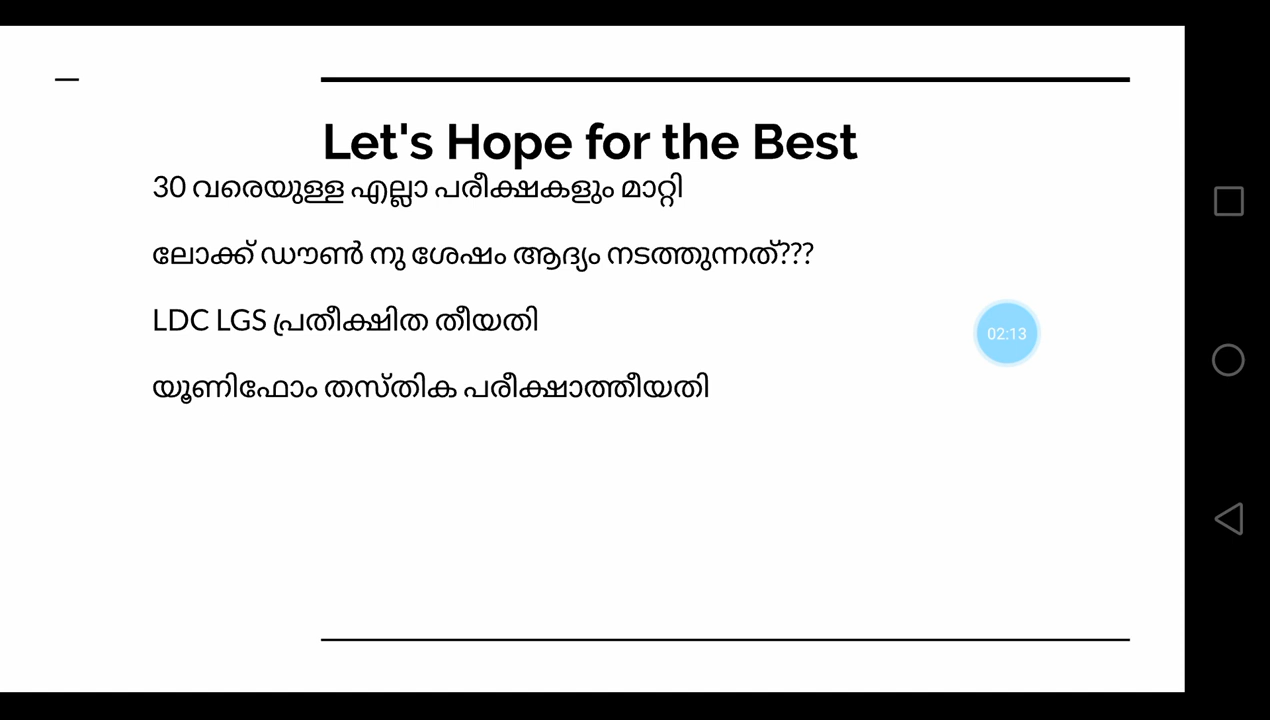 Let's Hope for the Best
30 വരെയുള്ള എല്ലാ പരീക്ഷകളും മാറ്റി
ലോക്ക് ഡൗൺ നു ശേഷം ആദ്യം നടത്തുന്നത്???
LDC LGS പ്രതീക്ഷിത തീയതി
02:13
യൂണിഫോം തസ്തിക പരീക്ഷാത്തീയതി